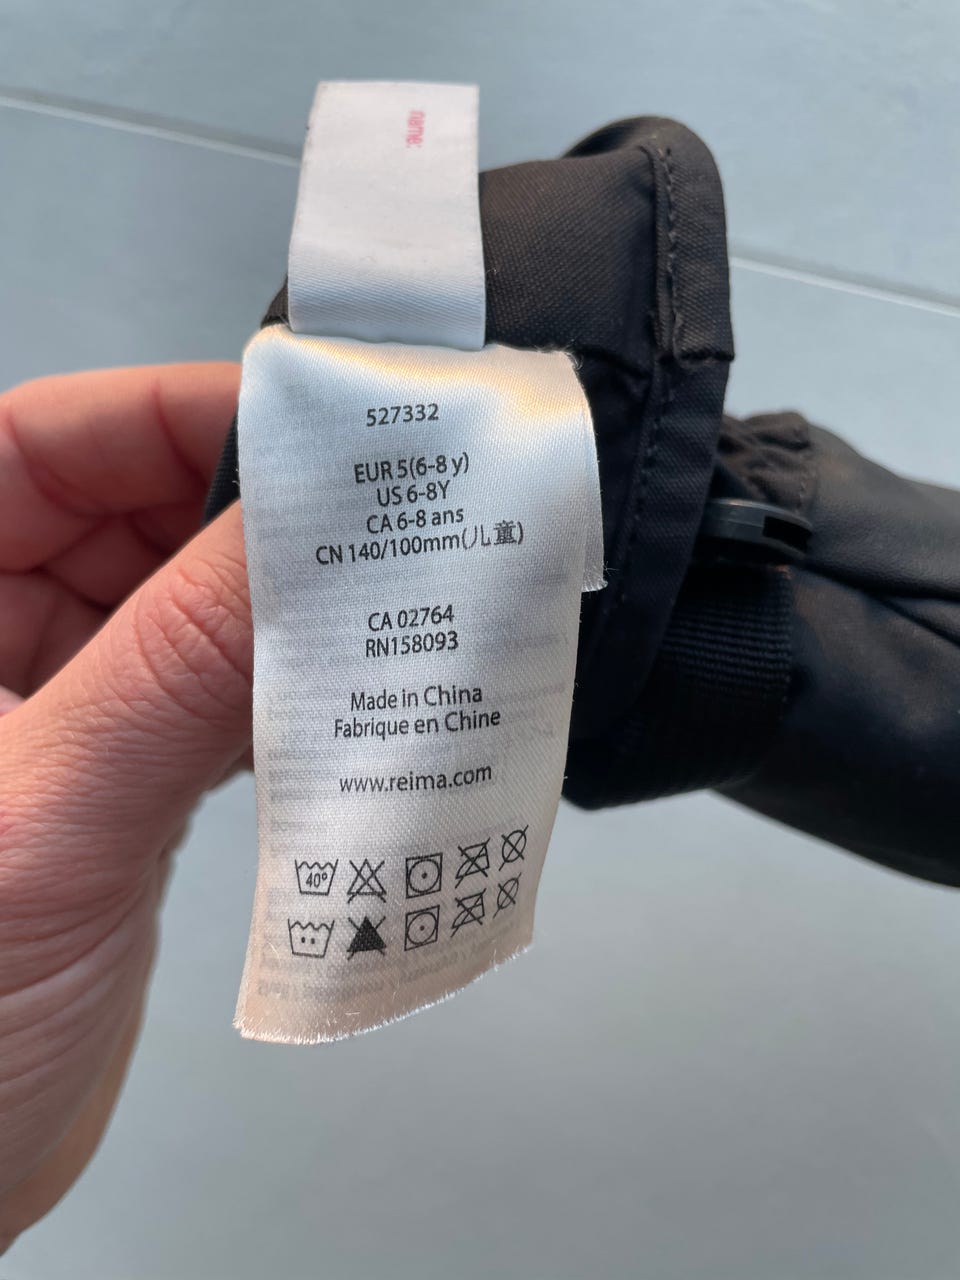 name:
527332
EUR 5(6-8 y)
US 6-8Y
CA 6-8 ans
CN 140/100mm(儿童)
CA 02764
RN158093
Made in China
Fabrique en Chine
www.reima.com
40°